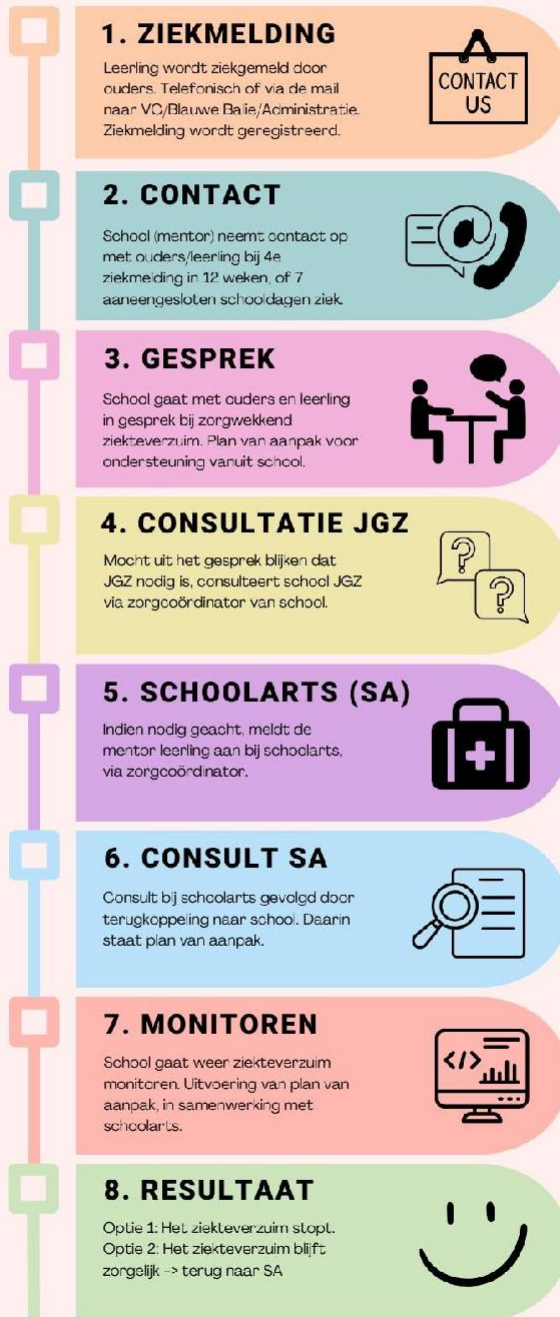 1. ZIEKMELDING
Leerling wordt ziekgemeld door
ouders. Telefonisch of via de mail
naar VC/Blauwe Balie/Administratie.
Ziekmelding wordt geregistreerd.
CONTACT
US
2. CONTACT
School (mentor) neemt contact op
met ouders/leerling bij 4e
ziekmelding in 12 weken, of 7
aaneengesloten schooldagen ziek.
3. GESPREK
School gaat met ouders en leerling
in gesprek bij zorgwekkend
ziekteverzuim. Plan van aanpak voor
ondersteuning vanuit school.
4. CONSULTATIE JGZ
Mocht uit het gesprek blijken dat
JGZ nodig is, consulteert school JGZ
via zorgcoördinator van school.
5. SCHOOLARTS (SA)
Indien nodig geacht, meldt de
mentor leerling aan bij schoolarts,
via zorgcoördinator.
6. CONSULT SA
Consult bij schoolarts gevolgd door
terugkoppeling naar school. Daarin
staat plan van aanpak.
7. MONITOREN
School gaat weer ziekteverzuim
monitoren. Uitvoering van plan van
aanpak, in samenwerking met
schoolarts.
8. RESULTAAT
Optie 1: Het ziekteverzuim stopt.
Optie 2: Het ziekteverzuim blijft
zorgelijk -> terug naar SA